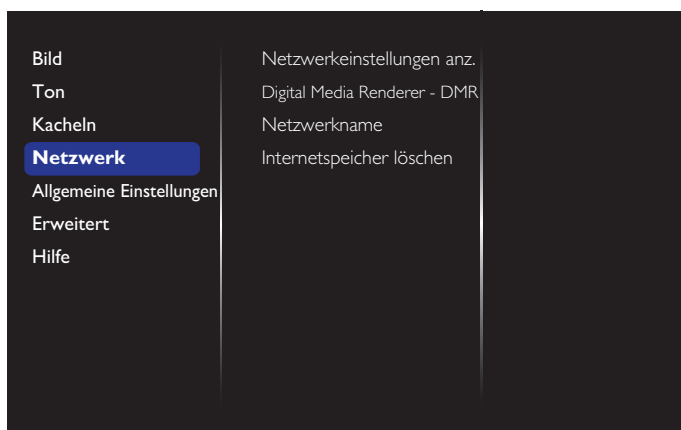 Bild
Ton
Kacheln
Netzwerk
Allgemeine Einstellungen
Erweitert
Hilfe
Netzwerkeinstellungen anz.
Digital Media Renderer - DMR
Netzwerkname
Internetspeicher löschen